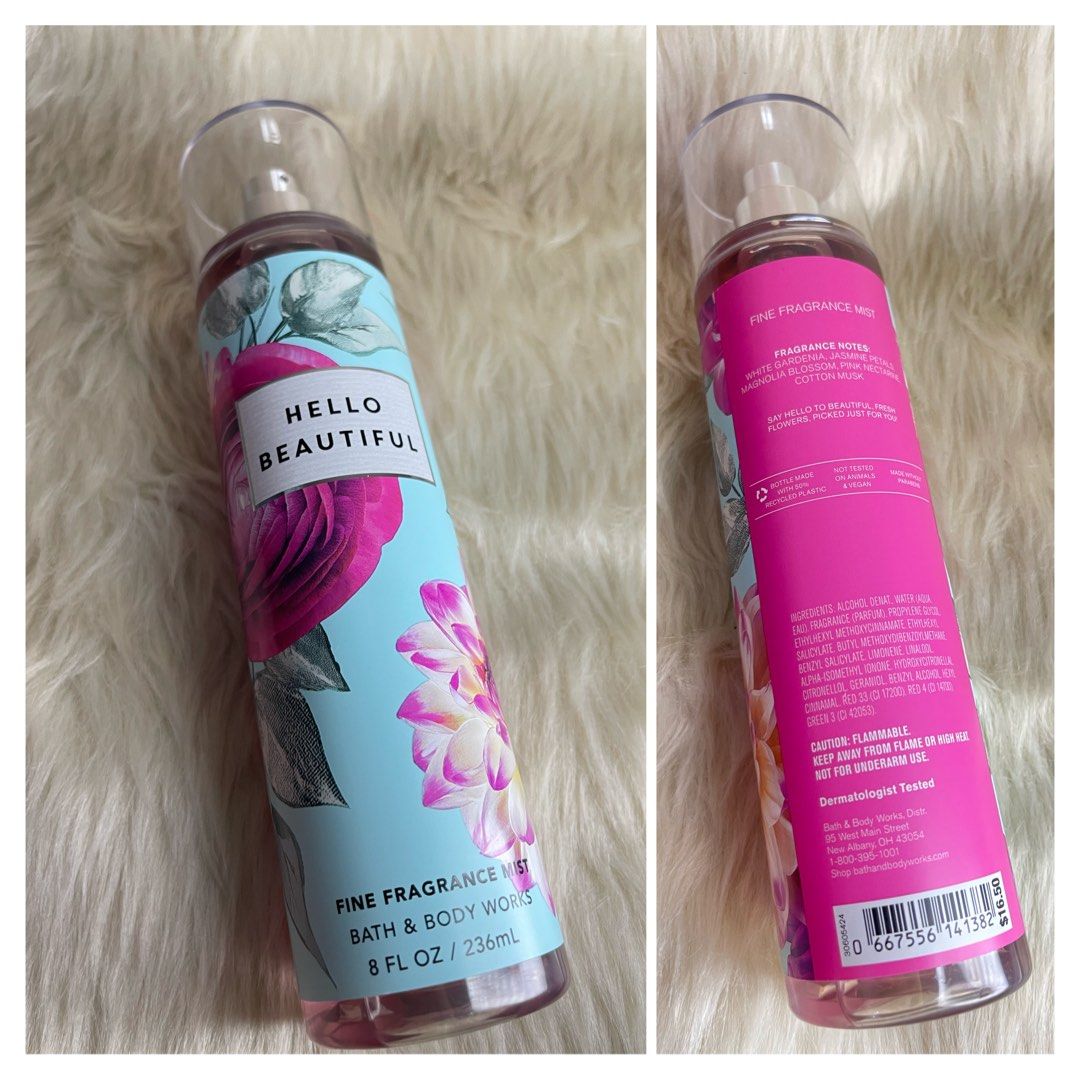 HELLO
BEAUTIFUL
FINE FRAGRANCE MIST
BATH & BODY WORKS
8 FL OZ / 236mL
FINE FRAGRANCE MIST
FRAGRANCE NOTES:
WHITE GARDENIA, JASMINE PETALS,
MAGNOLIA BLOSSOM, PINK NECTARINE,
COTTON MUSK
SAY HELLO TO BEAUTIFUL, FRESH
FLOWERS, PICKED JUST FOR YOU!
BOTTLE MADE
WITH 50%
RECYCLED PLASTIC
NOT TESTED
ON ANIMALS
& VEGAN
MADE WITHOUT
PARABENS
INGREDIENTS: ALCOHOL DENAT., WATER (AQUA,
EAU), FRAGRANCE (PARFUM), PROPYLENE GLYCOL,
ETHYLHEXYL METHOXYCINNAMATE, ETHYLHEXYL
SALICYLATE, BUTYL METHOXYDIBENZOYLMETHANE,
BENZYL SALICYLATE, LIMONENE, LINALOOL,
ALPHA-ISOMETHYL IONONE, HYDROXYCITRONELLAL,
CITRONELLOL, GERANIOL, BENZYL ALCOHOL, HEXYL
CINNAMAL, RED 33 (CI 17200), RED 4 (CI 14700),
GREEN 3 (CI 42053).
CAUTION: FLAMMABLE.
KEEP AWAY FROM FLAME OR HIGH HEAT.
NOT FOR UNDERARM USE.
Dermatologist Tested
Bath & Body Works, Distr.
95 West Main Street
New Albany, OH 43054
1-800-395-1001
Shop bathandbodyworks.com
30605424
0 667556 141382
$16.50